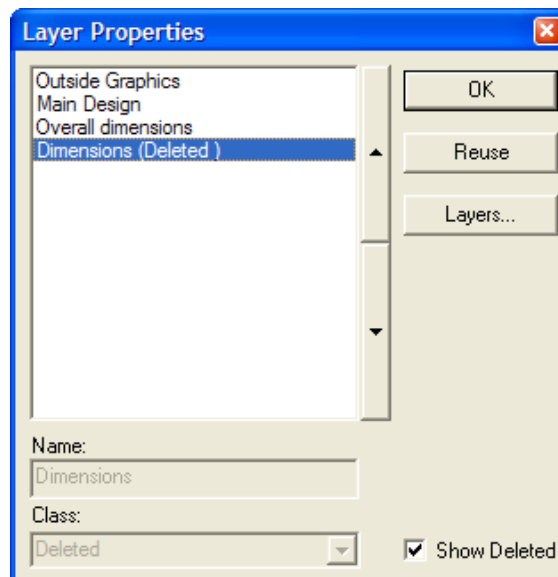 Layer Properties
Outside Graphics
Main Design
Overall dimensions
Dimensions (Deleted )
OK
Reuse
Layers...
Name:
Dimensions
Class:
Deleted
Show Deleted